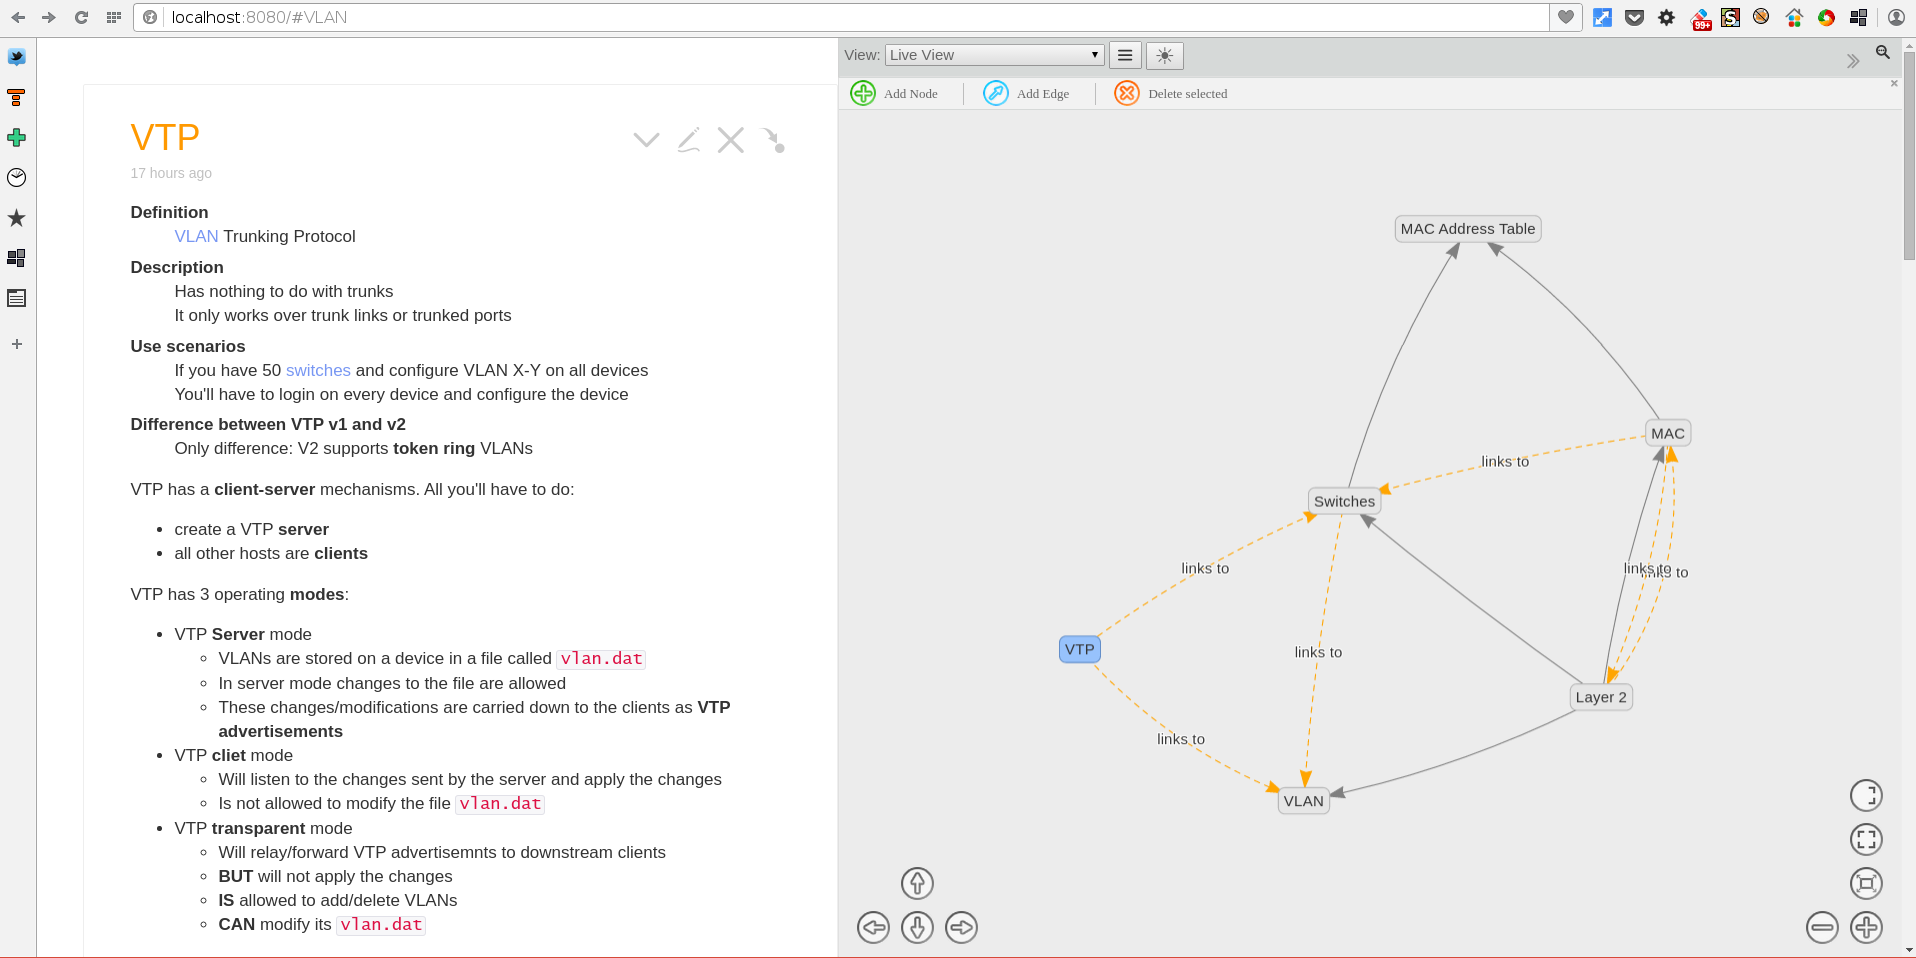 localhost:8080/#VLAN
99+
S
View: Live View
Add Node
Add Edge
Delete selected
VTP
17 hours ago
Definition
VLAN Trunking Protocol
Description
Has nothing to do with trunks
It only works over trunk links or trunked ports
Use scenarios
If you have 50 switches and configure VLAN X-Y on all devices
You'll have to login on every device and configure the device
Difference between VTP v1 and v2
Only difference: V2 supports token ring VLANs
VTP has a client-server mechanisms. All you'll have to do:
• create a VTP server
• all other hosts are clients
VTP has 3 operating modes:
• VTP Server mode
◦ VLANs are stored on a device in a file called vlan.dat
◦ In server mode changes to the file are allowed
◦ These changes/modifications are carried down to the clients as VTP
advertisements
• VTP cliet mode
◦ Will listen to the changes sent by the server and apply the changes
◦ Is not allowed to modify the file vlan.dat
• VTP transparent mode
◦ Will relay/forward VTP advertisemnts to downstream clients
◦ BUT will not apply the changes
◦ IS allowed to add/delete VLANs
◦ CAN modify its vlan.dat
MAC Address Table
MAC
links to
Switches
links to
links to
links to
links to
VTP
Layer 2
links to
VLAN